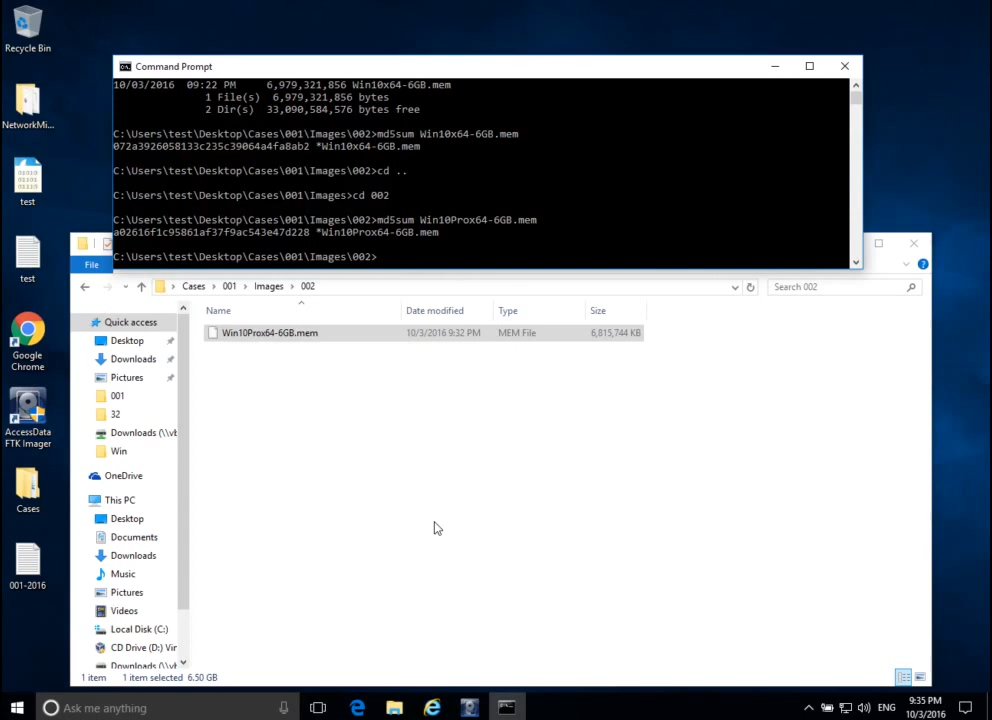 Recycle Bin
NetworkMi...
test
test
Google
Chrome
AccessData
FTK Imager
Cases
001-2016
Command Prompt
10/03/2016  09:22 PM     6,979,321,856 Win10x64-6GB.mem
1 File(s)  6,979,321,856 bytes
2 Dir(s)  33,090,584,576 bytes free
C:\Users\test\Desktop\Cases\001\Images\002>md5sum Win10x64-6GB.mem
072a3926058133c235c39064a4fa8ab2 *Win10x64-6GB.mem
C:\Users\test\Desktop\Cases\001\Images\002>cd ..
C:\Users\test\Desktop\Cases\001\Images>cd 002
C:\Users\test\Desktop\Cases\001\Images\002>md5sum Win10Prox64-6GB.mem
a02616f1c95861af37f9ac543e47d228 *Win10Prox64-6GB.mem
C:\Users\test\Desktop\Cases\001\Images\002>
File
Cases > 001 > Images > 002
Search 002
Name Date modified Type Size
Win10Prox64-6GB.mem 10/3/2016 9:32 PM MEM File 6,815,744 KB
Quick access
Desktop
Downloads
Pictures
001
32
Downloads (\\vb
Win
OneDrive
This PC
Desktop
Documents
Downloads
Music
Pictures
Videos
Local Disk (C:)
CD Drive (D:) Vir
Downloads (\\vb
1 item 1 item selected 6.50 GB
Ask me anything
ENG
9:35 PM
10/3/2016